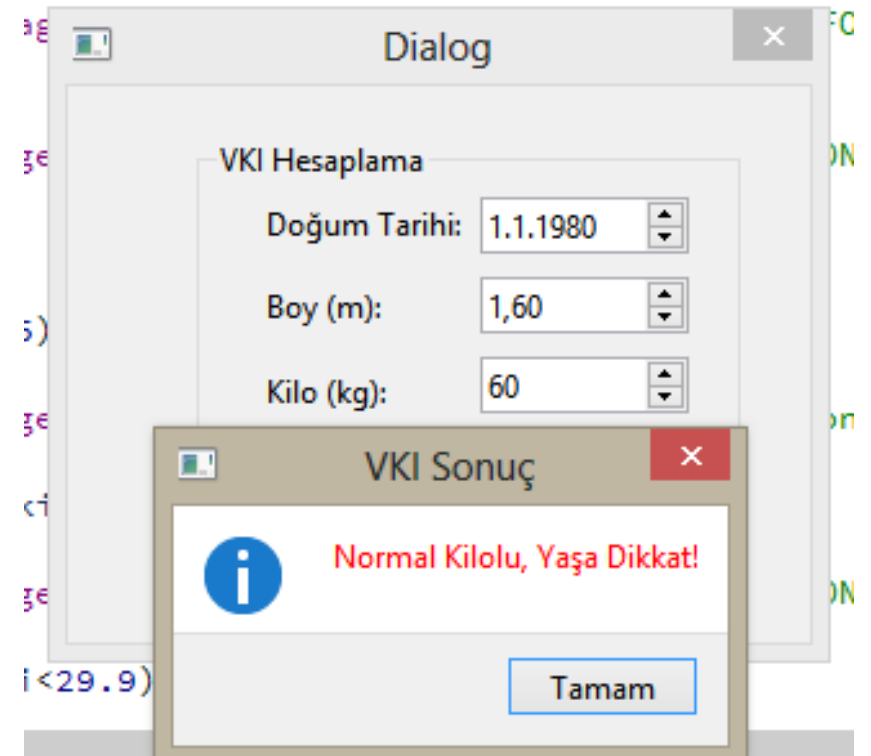 Dialog
VKI Hesaplama
Doğum Tarihi: 1.1.1980
Boy (m): 1,60
Kilo (kg): 60
VKI Sonuç
Normal Kilolu, Yaşa Dikkat!
i<29.9)
Tamam